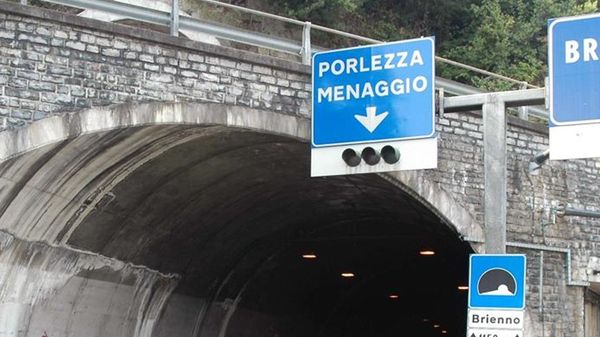 PORLEZZA
MENAGGIO
BR
Brienno